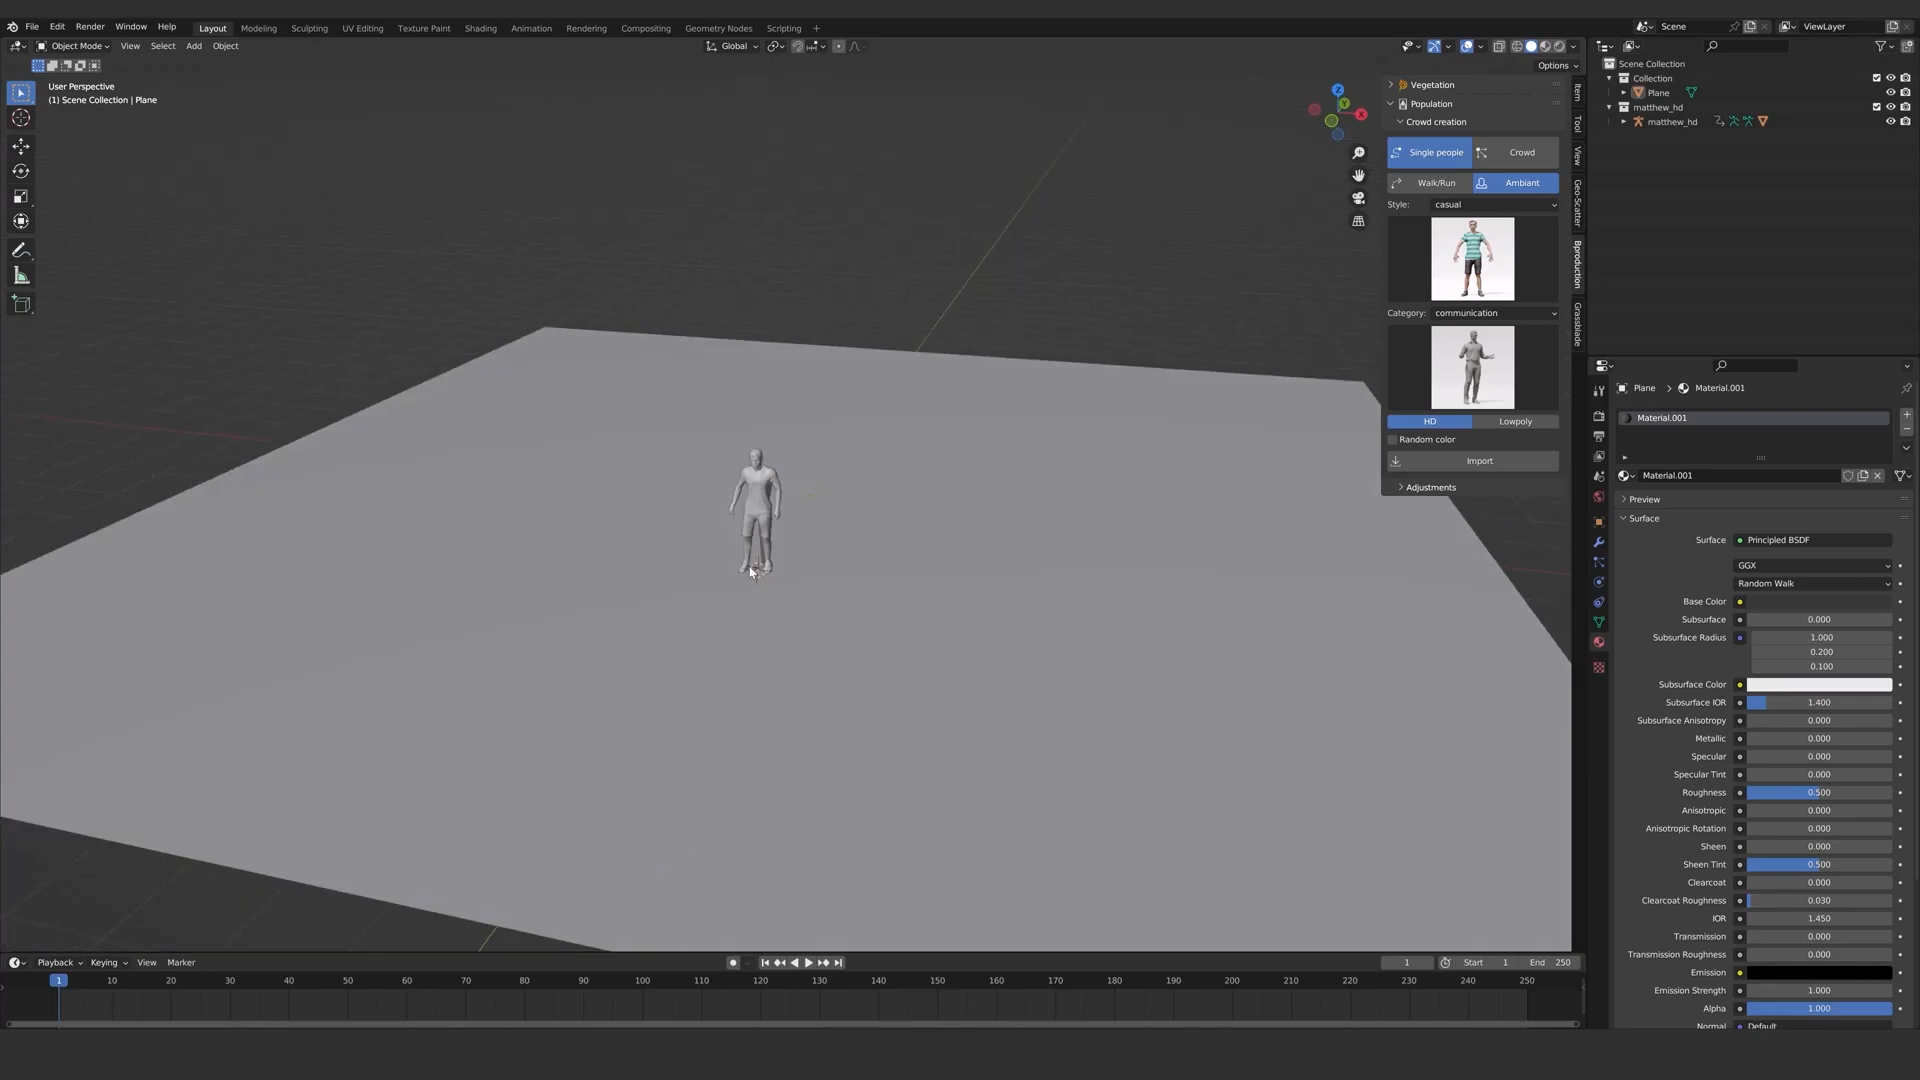 File Edit Render Window Help Layout Modeling Sculpting UV Editing Texture Paint Shading Animation Rendering Compositing Geometry Nodes Scripting +
Scene
ViewLayer
Object Mode View Select Add Object
Global
Options
User Perspective
(1) Scene Collection | Plane
Z
Y
X
Vegetation
Population
Crowd creation
Single people Crowd
Walk/Run Ambiant
Style: casual
Category: communication
HD Lowpoly
Random color
Import
Adjustments
Item
Tool
View
Geo-Scatter
Bproduction
Grassblade
Scene Collection
Collection
Plane
matthew_hd
matthew_hd
Plane > Material.001
Material.001
Material.001
Preview
Surface
Surface Principled BSDF
GGX
Random Walk
Base Color
Subsurface 0.000
Subsurface Radius 1.000
0.200
0.100
Subsurface Color
Subsurface IOR 1.400
Subsurface Anisotropy 0.000
Metallic 0.000
Specular 0.000
Specular Tint 0.000
Roughness 0.500
Anisotropic 0.000
Anisotropic Rotation 0.000
Sheen 0.000
Sheen Tint 0.500
Clearcoat 0.000
Clearcoat Roughness 0.030
IOR 1.450
Transmission 0.000
Transmission Roughness 0.000
Emission
Emission Strength 1.000
Alpha 1.000
Normal Default
Playback Keying View Marker
1 Start 1 End 250
1 10 20 30 40 50 60 70 80 90 100 110 120 130 140 150 160 170 180 190 200 210 220 230 240 250